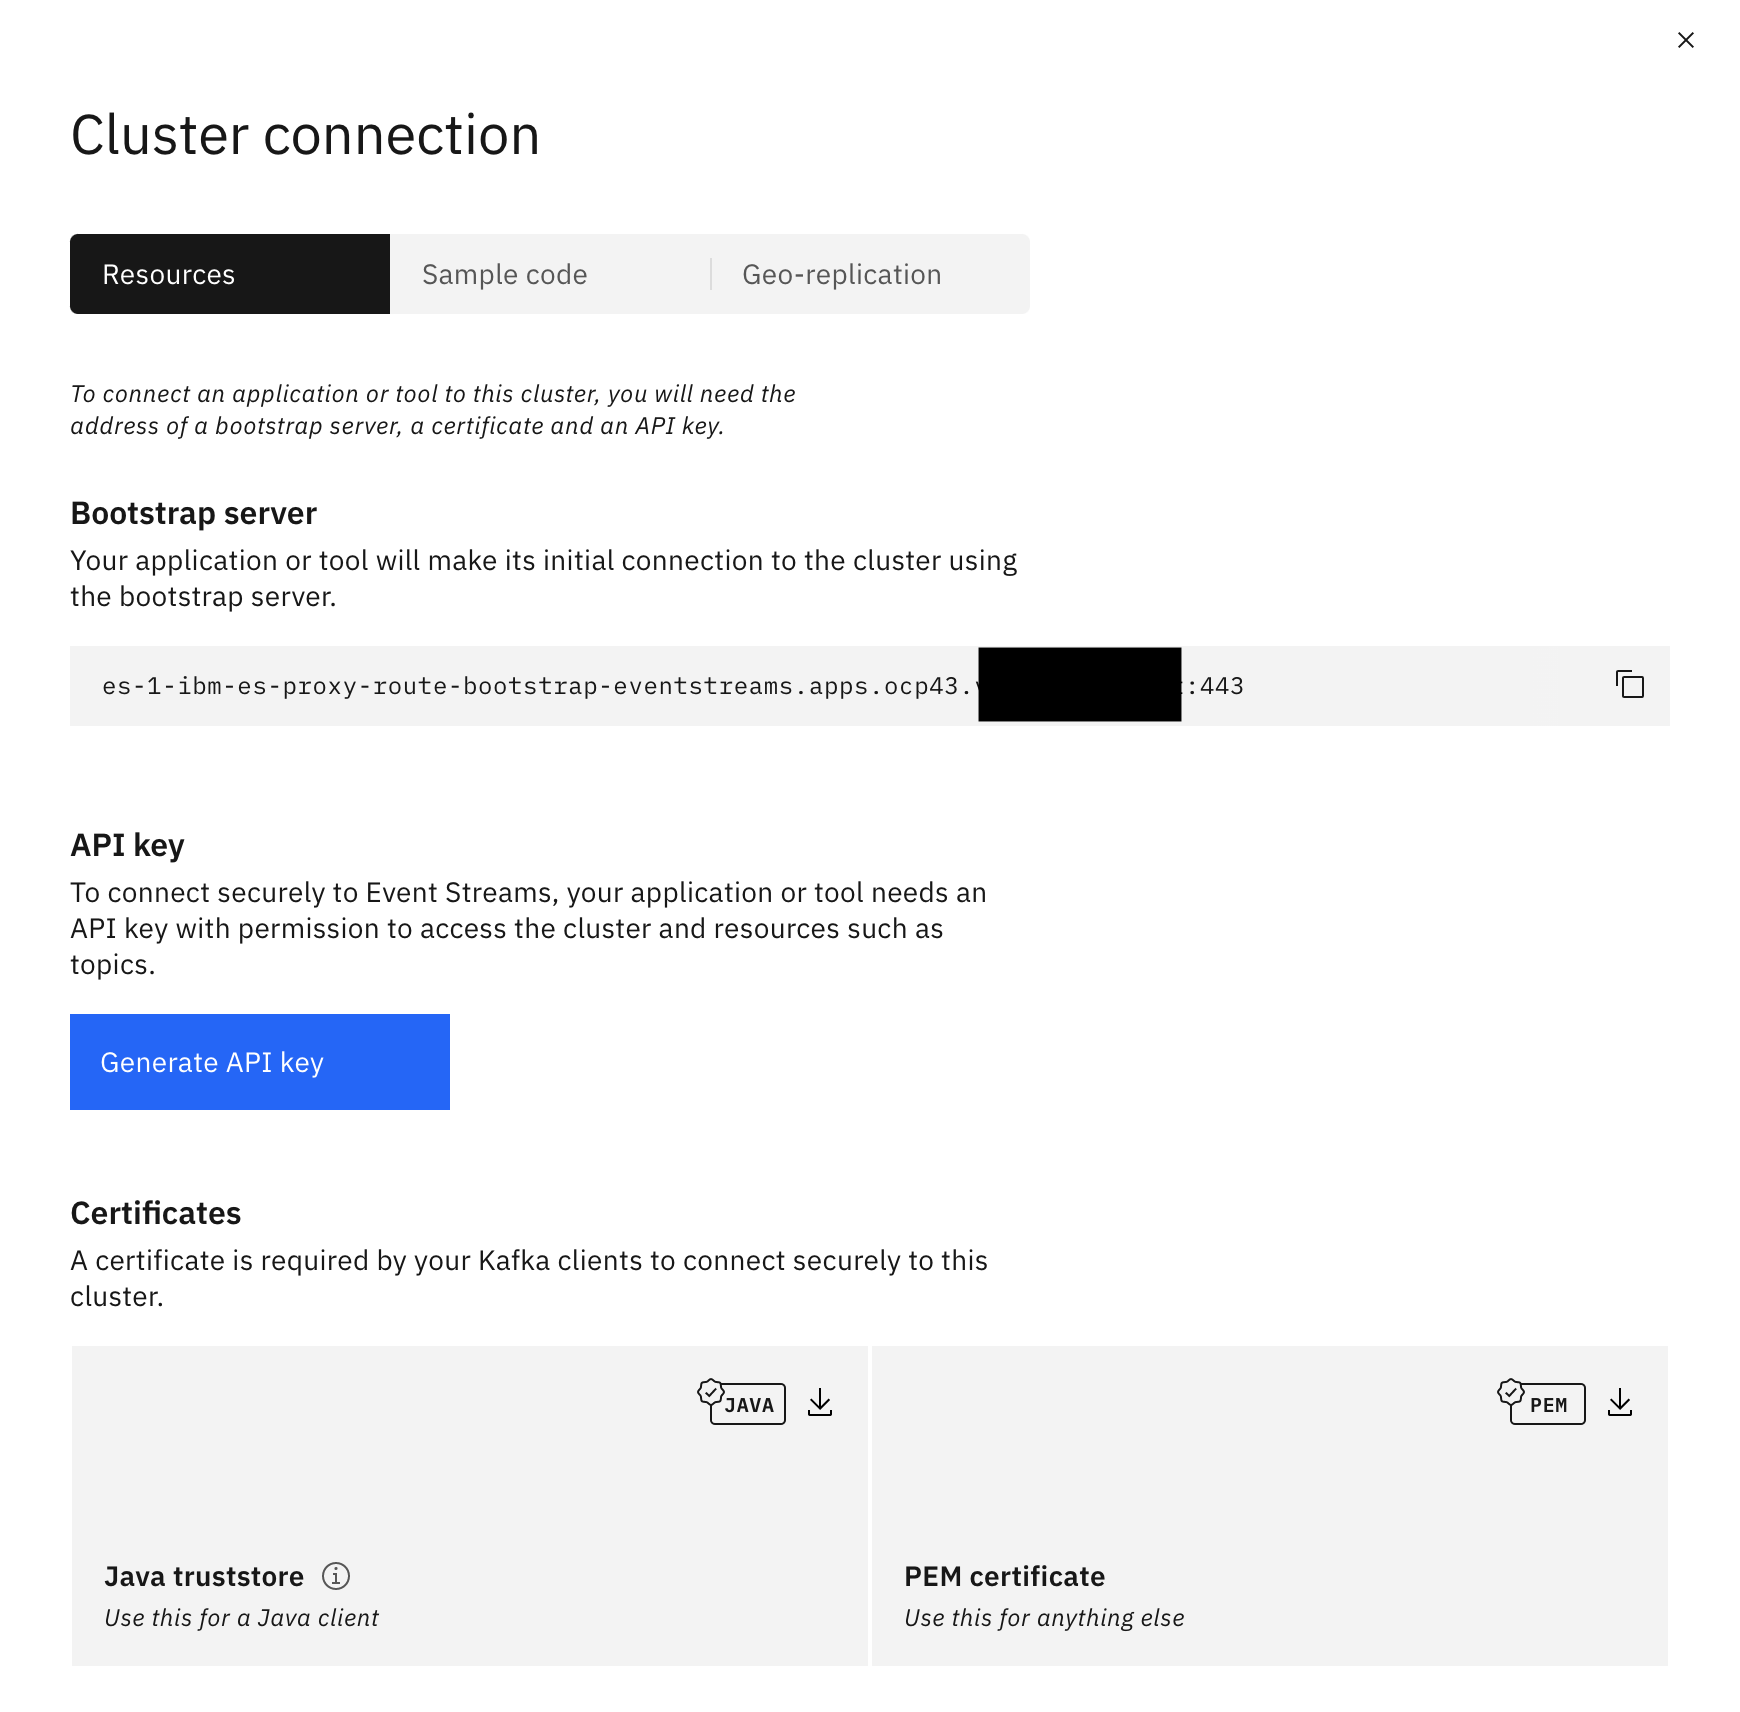 Cluster connection
Resources
Sample code
Geo-replication
To connect an application or tool to this cluster, you will need the
address of a bootstrap server, a certificate and an API key.
Bootstrap server
Your application or tool will make its initial connection to the cluster using
the bootstrap server.
es-1-ibm-es-proxy-route-bootstrap-eventstreams.apps.ocp43. :443
API key
To connect securely to Event Streams, your application or tool needs an
API key with permission to access the cluster and resources such as
topics.
Generate API key
Certificates
A certificate is required by your Kafka clients to connect securely to this
cluster.
JAVA
PEM
Java truststore
Use this for a Java client
PEM certificate
Use this for anything else